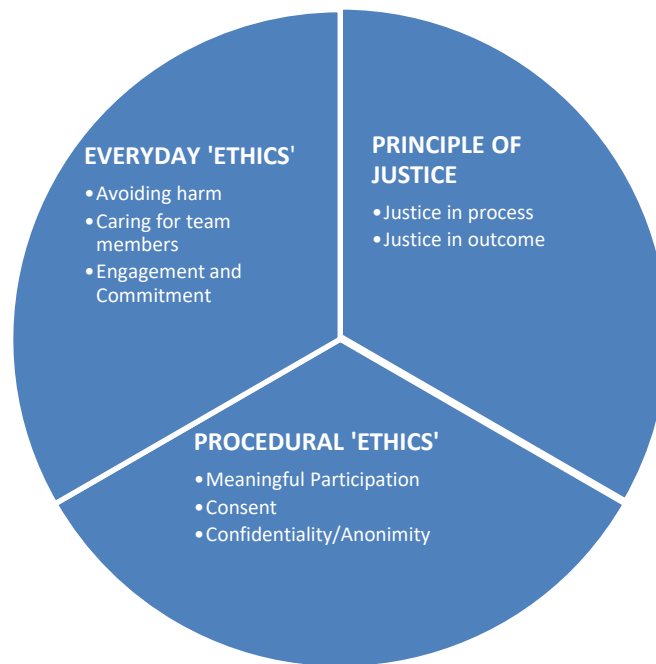 EVERYDAY 'ETHICS'
•Avoiding harm
•Caring for team
members
•Engagement and
Commitment
PRINCIPLE OF
JUSTICE
•Justice in process
•Justice in outcome
PROCEDURAL 'ETHICS'
•Meaningful Participation
•Consent
•Confidentiality/Anonimity